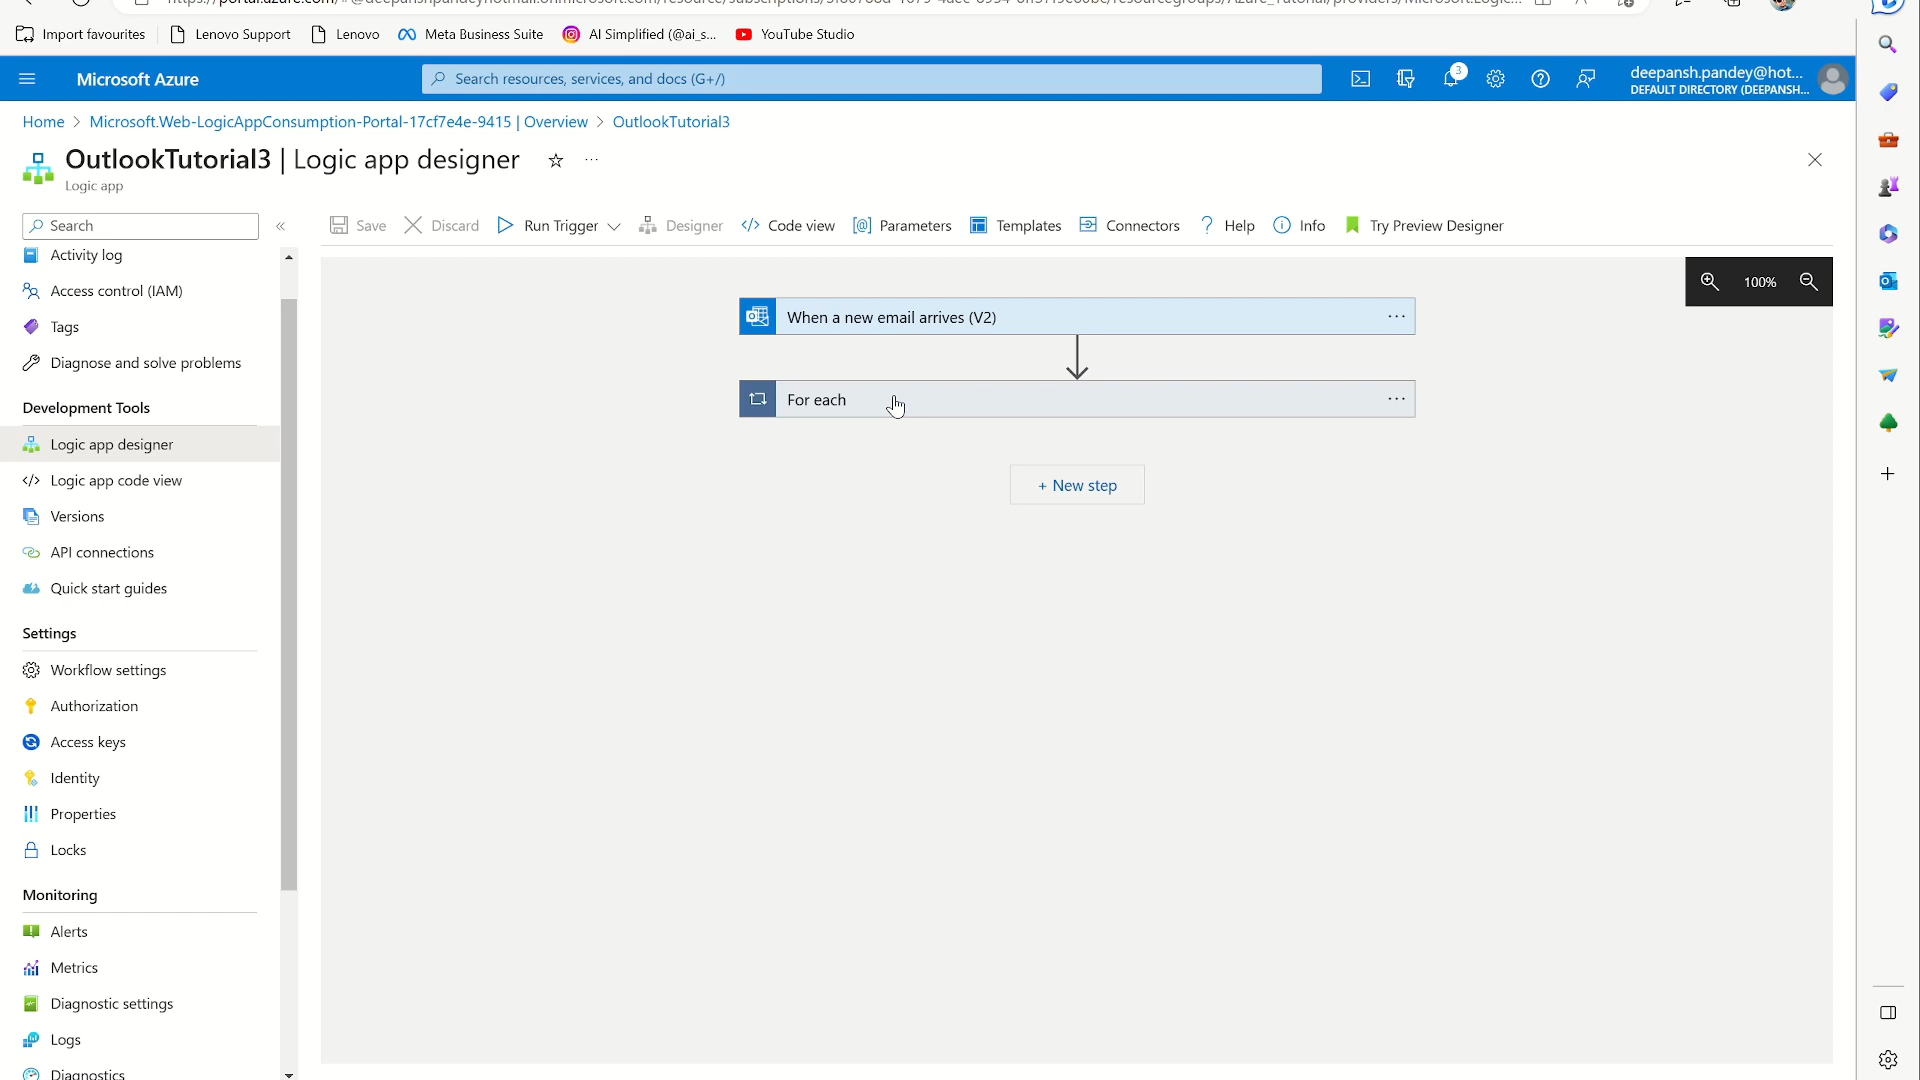 Import favourites
Lenovo Support
Lenovo
Meta Business Suite
AI Simplified (@ai_s...
YouTube Studio
Microsoft Azure
Search resources, services, and docs (G+/)
3
deepansh.pandey@hot...
DEFAULT DIRECTORY (DEEPANSH...
Home > Microsoft.Web-LogicAppConsumption-Portal-17cf7e4e-9415 | Overview > OutlookTutorial3
OutlookTutorial3 | Logic app designer
Logic app
Search
Save
Discard
Run Trigger
Designer
Code view
Parameters
Templates
Connectors
Help
Info
Try Preview Designer
Activity log
Access control (IAM)
Tags
Diagnose and solve problems
Development Tools
Logic app designer
Logic app code view
Versions
API connections
Quick start guides
Settings
Workflow settings
Authorization
Access keys
Identity
Properties
Locks
Monitoring
Alerts
Metrics
Diagnostic settings
Logs
Diagnostics
100%
When a new email arrives (V2)
For each
+ New step